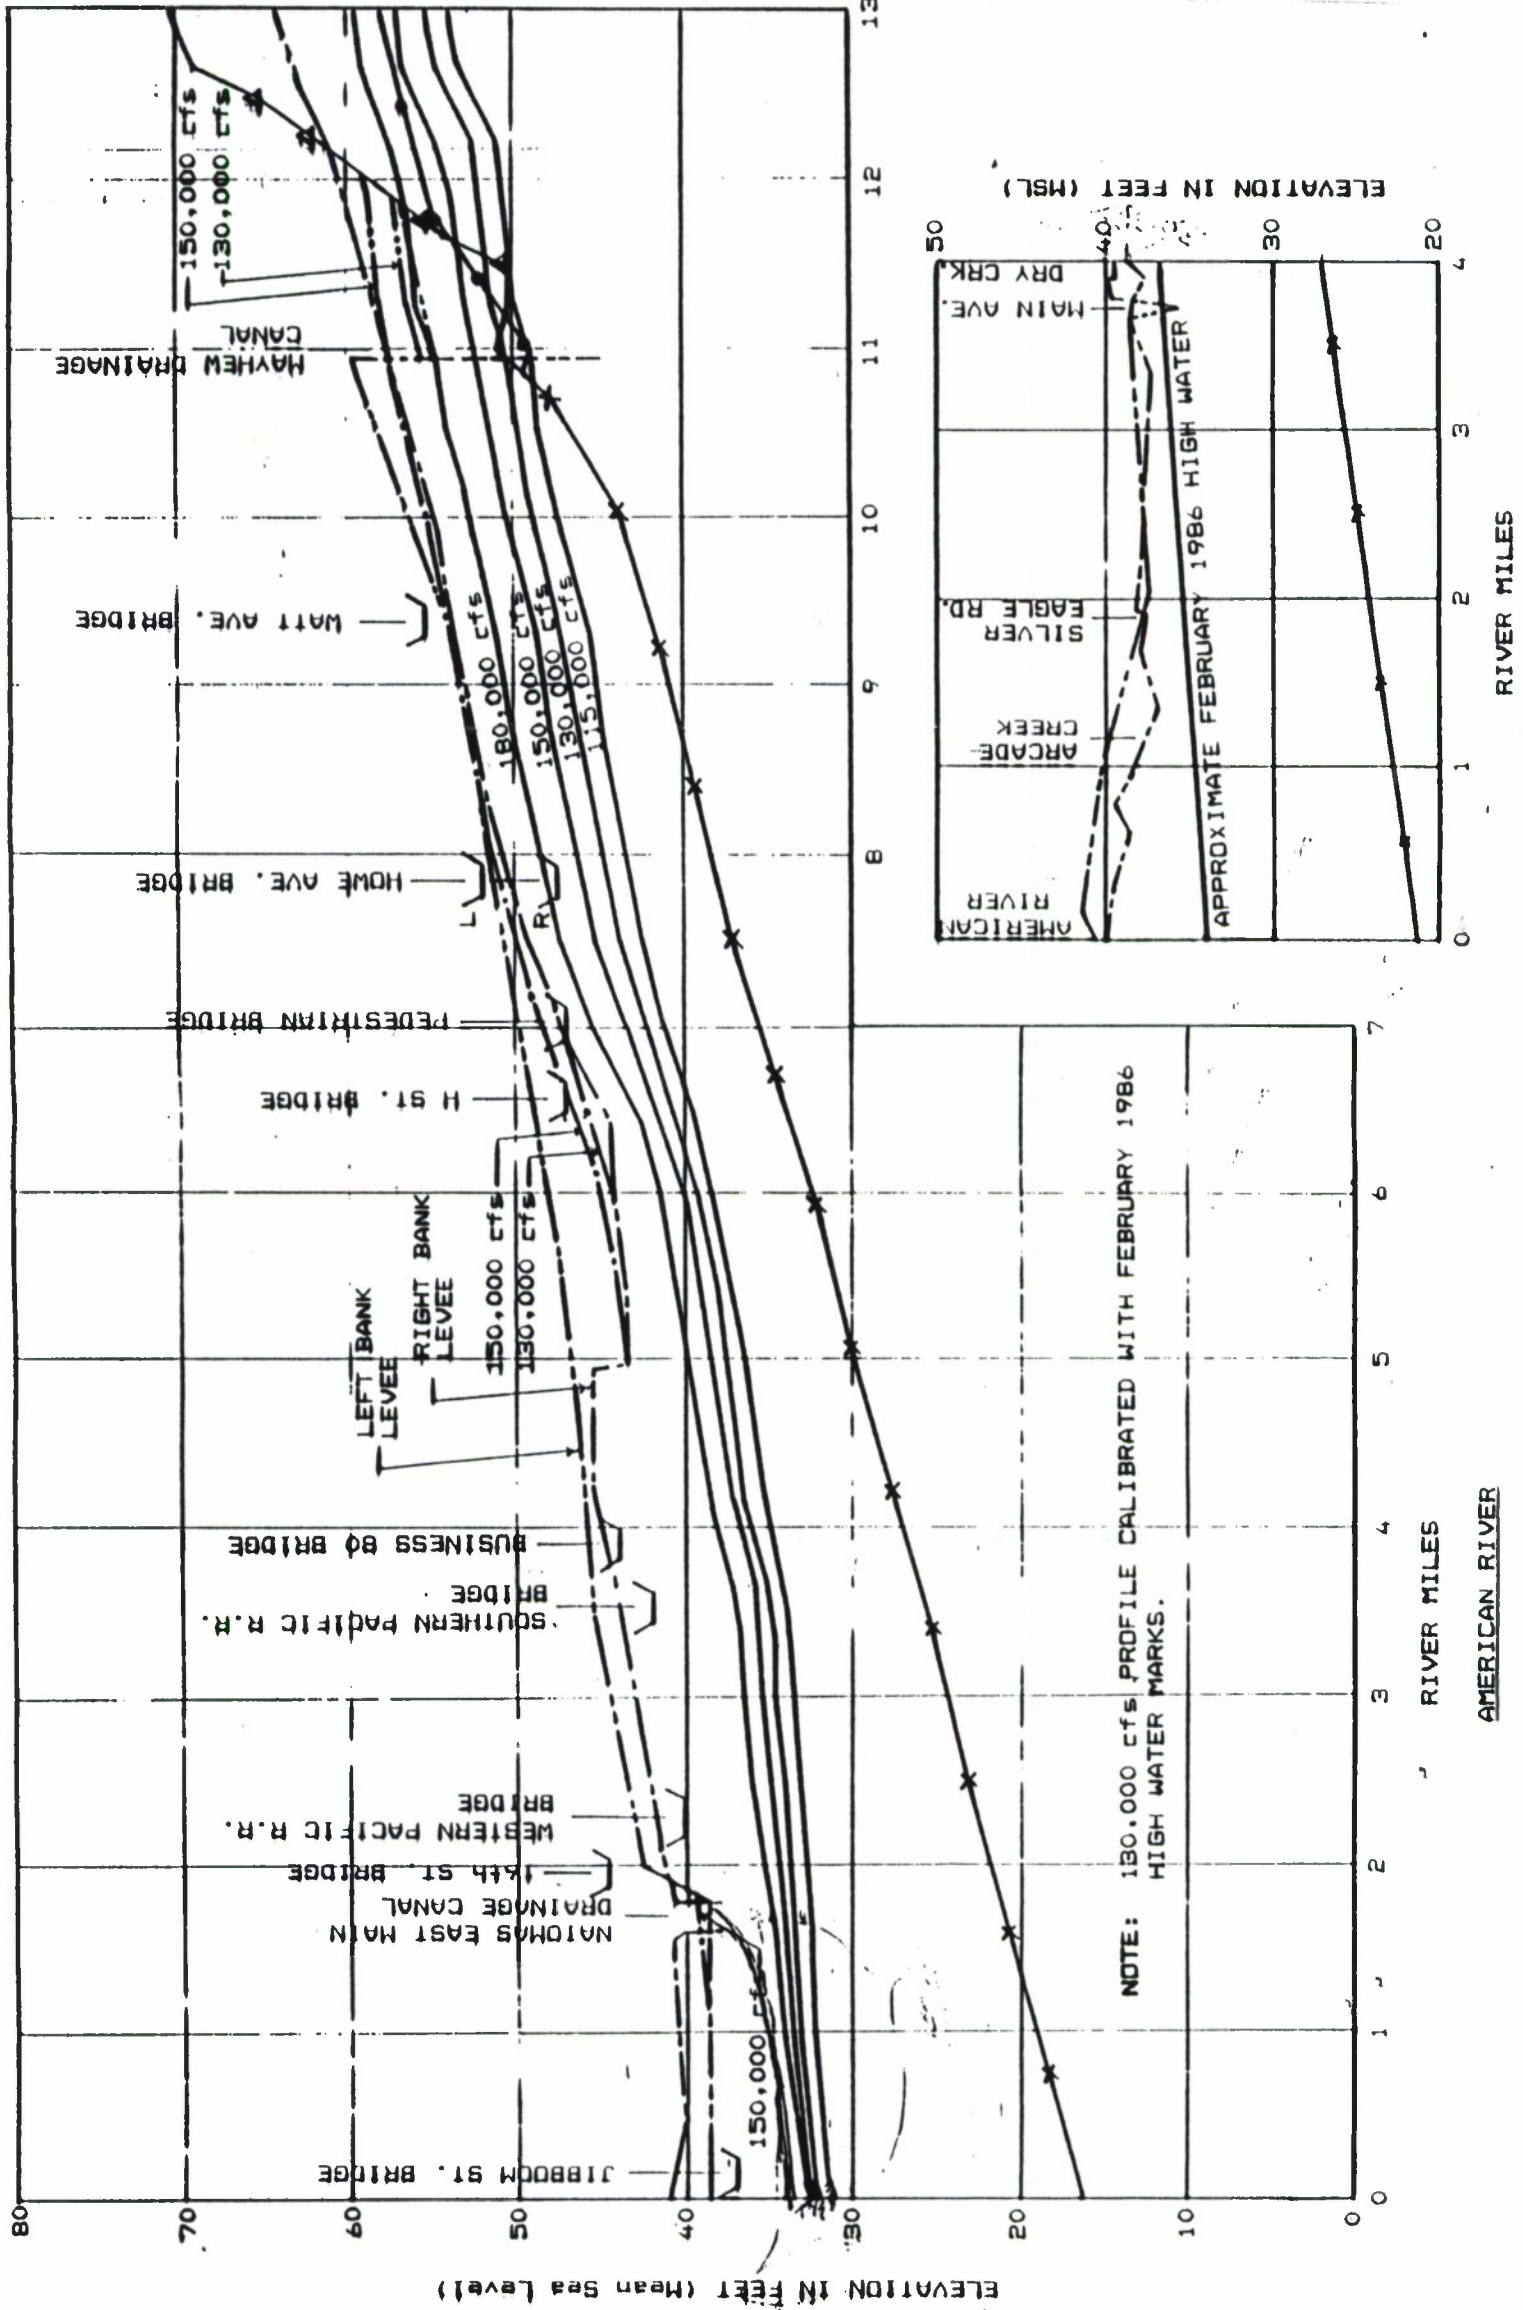 80
70
60
50
40
30
20
10
0
ELEVATION IN FEET (Mean Sea Level)
JIBBOOM ST. BRIDGE
150,000 cfs
NATOMAS EAST MAIN
DRAINAGE CANAL
16th ST. BRIDGE
WESTERN PACIFIC R.R.
BRIDGE
SOUTHERN PACIFIC R.R.
BRIDGE
BUSINESS 80 BRIDGE
LEFT BANK
LEVEE
RIGHT BANK
LEVEE
150,000 cfs
130,000 cfs
H ST. BRIDGE
PEDESTRIAN BRIDGE
HOWE AVE. BRIDGE
L
R
180,000 cfs
150,000 cfs
130,000 cfs
115,000 cfs
WATT AVE.
BRIDGE
MAYHEW DRAINAGE
CANAL
150,000 cfs
130,000 cfs
NOTE: 130,000 cfs PROFILE CALIBRATED WITH FEBRUARY 1986
HIGH WATER MARKS.
0 1 2 3 4 5 6 7
8 9 10 11 12 13
RIVER MILES
AMERICAN RIVER
AMERICAN
RIVER
ARCADE
CREEK
SILVER
EAGLE RD.
MAIN AVE.
DRY CRK.
APPROXIMATE FEBRUARY 1986 HIGH WATER
50
40
30
20
ELEVATION IN FEET (MSL)
0 1 2 3 4
RIVER MILES